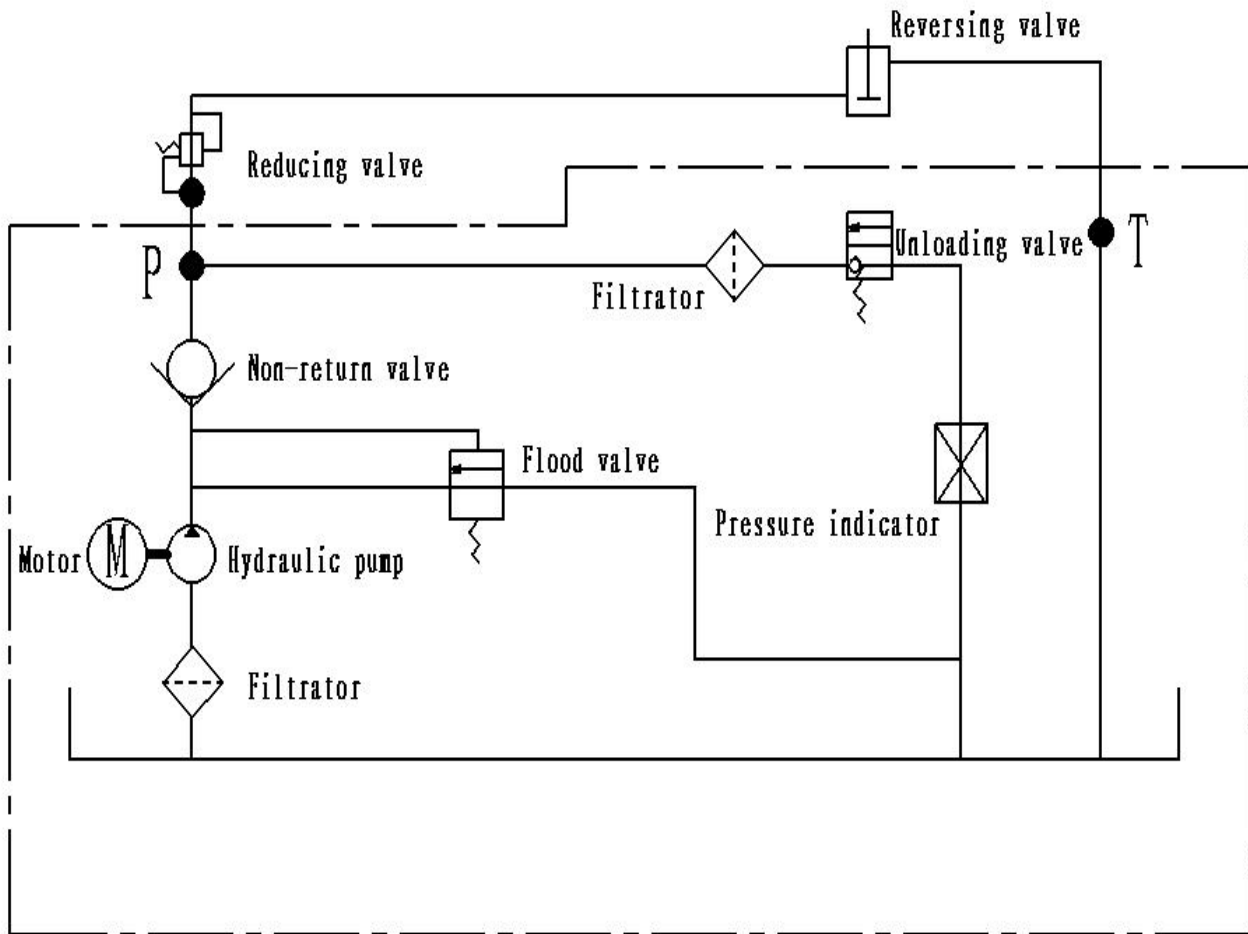 Reversing valve
Reducing valve
P
Unloading valve
T
Filtrator
Non-return valve
Flood valve
Pressure indicator
Motor
M
Hydraulic pump
Filtrator